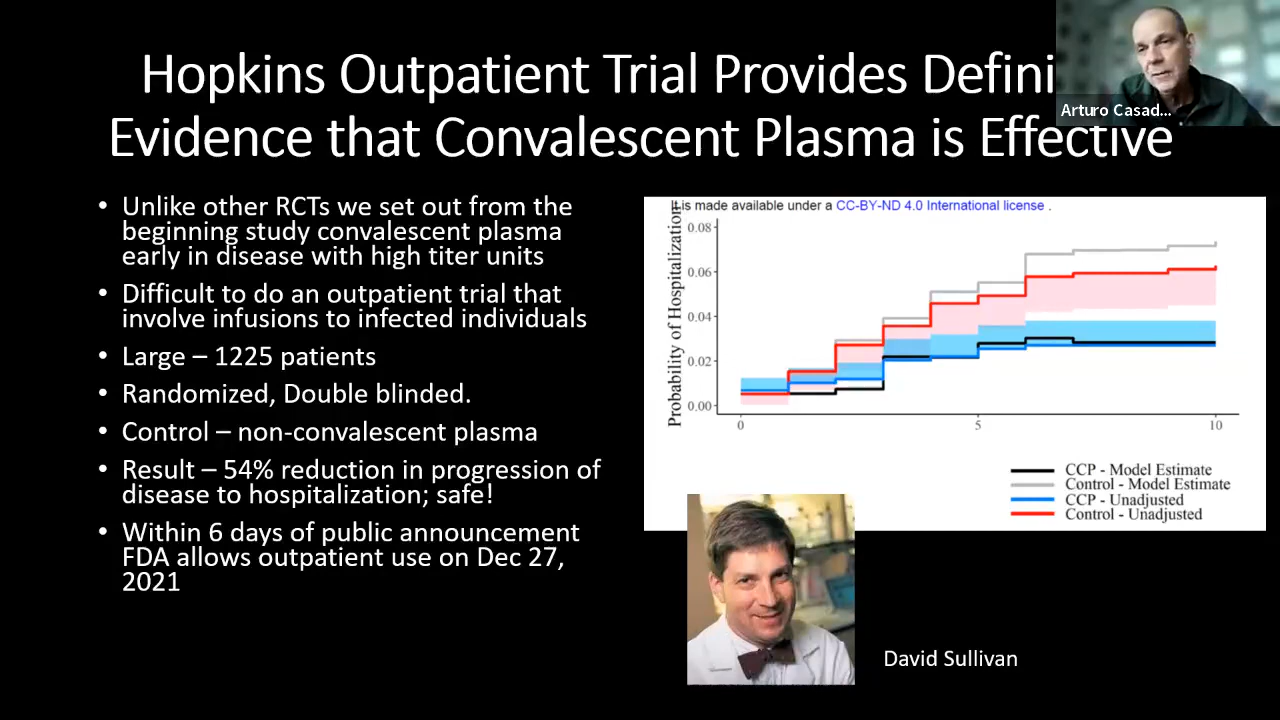 Hopkins Outpatient Trial Provides Defini
Evidence that Convalescent Plasma is Effective
Arturo Casad...
• Unlike other RCTs we set out from the
beginning study convalescent plasma
early in disease with high titer units
• Difficult to do an outpatient trial that
involve infusions to infected individuals
• Large – 1225 patients
• Randomized, Double blinded.
• Control – non-convalescent plasma
• Result – 54% reduction in progression of
disease to hospitalization; safe!
• Within 6 days of public announcement
FDA allows outpatient use on Dec 27,
2021
It is made available under a CC-BY-ND 4.0 International license .
Probability of Hospitalization
0.08
0.06
0.04
0.02
0.00
0 5 10
CCP - Model Estimate
Control - Model Estimate
CCP - Unadjusted
Control - Unadjusted
David Sullivan